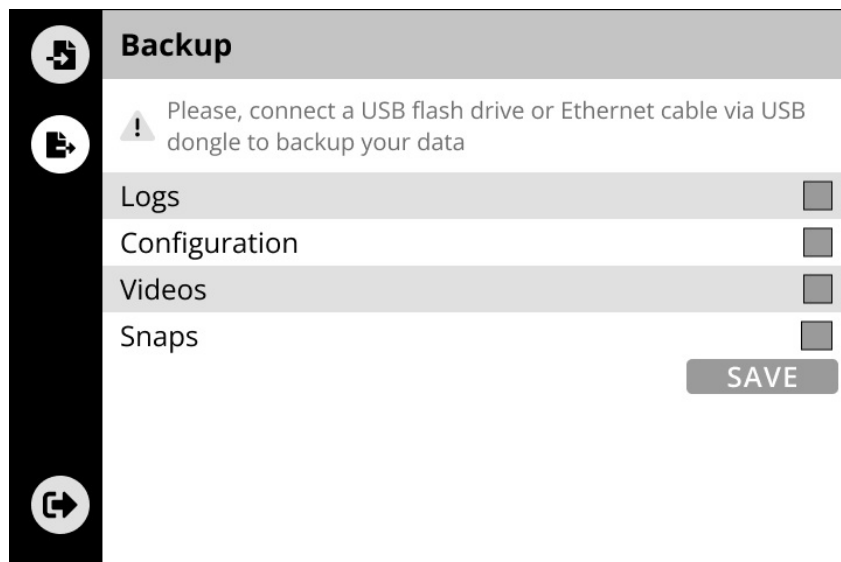 Backup
Please, connect a USB flash drive or Ethernet cable via USB
dongle to backup your data
Logs
Configuration
Videos
Snaps
SAVE